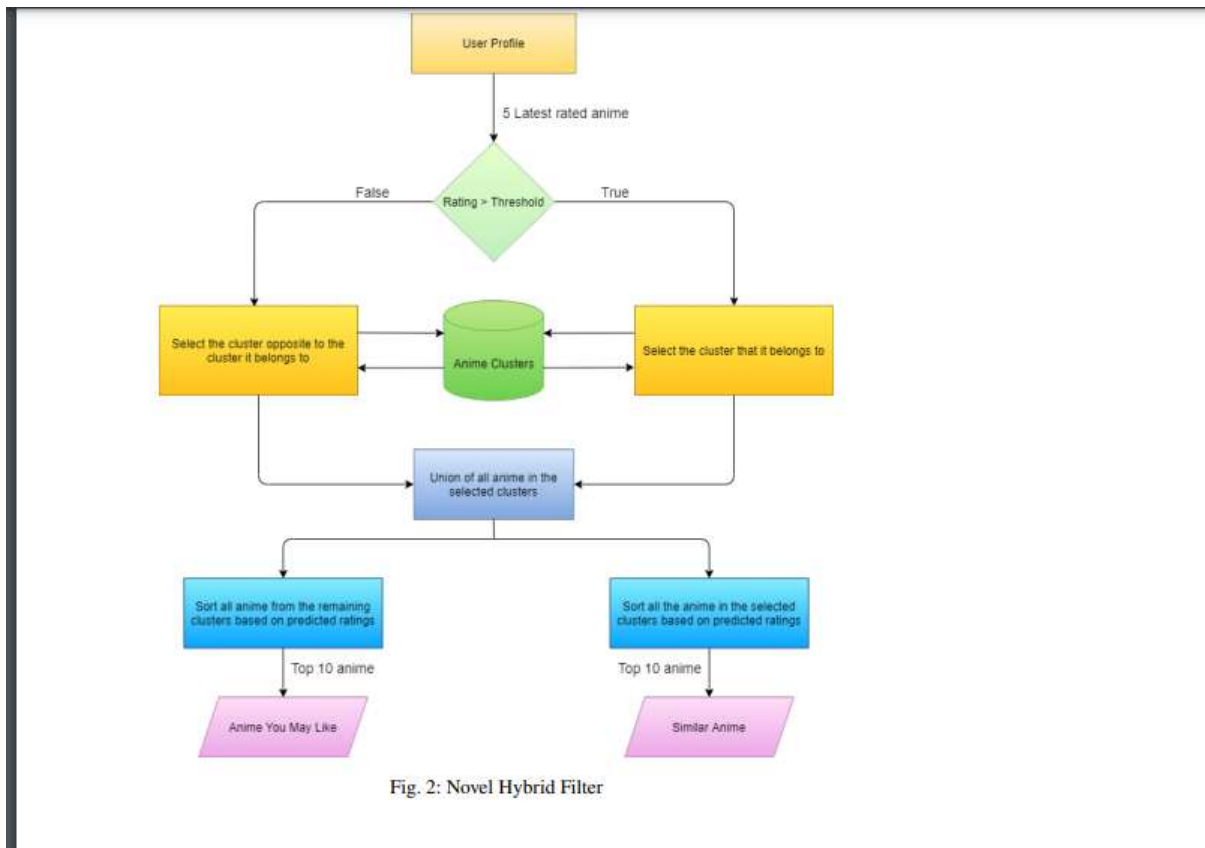 User Profile
5 Latest rated anime
False
Rating > Threshold
True
Select the cluster opposite to the
cluster it belongs to
Anime Clusters
Select the cluster that it belongs to
Union of all anime in the
selected clusters
Sort all anime from the remaining
clusters based on predicted ratings
Sort all the anime in the selected
clusters based on predicted ratings
Top 10 anime
Top 10 anime
Anime You May Like
Similar Anime
Fig. 2: Novel Hybrid Filter